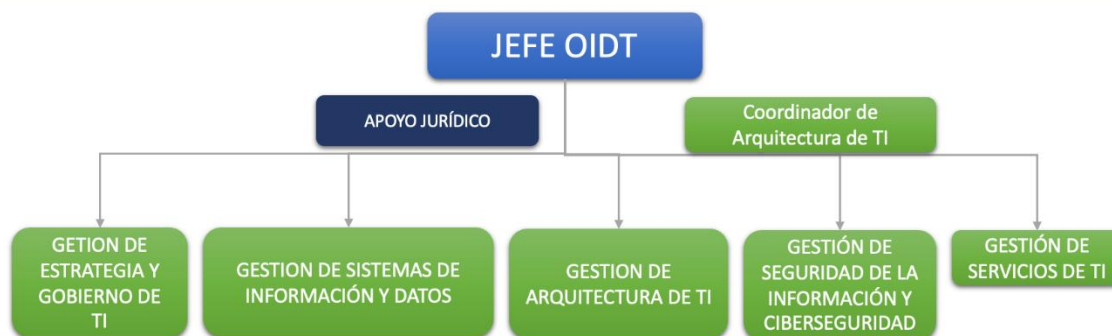 JEFE OIDT
APOYO JURÍDICO
Coordinador de
Arquitectura de TI
GETION DE
ESTRATEGIA Y
GOBIERNO DE
TI
GESTION DE SISTEMAS DE
INFORMACIÓN Y DATOS
GESTION DE
ARQUITECTURA DE TI
GESTIÓN DE
SEGURIDAD DE LA
INFORMACIÓN Y
CIBERSEGURIDAD
GESTIÓN DE
SERVICIOS DE TI